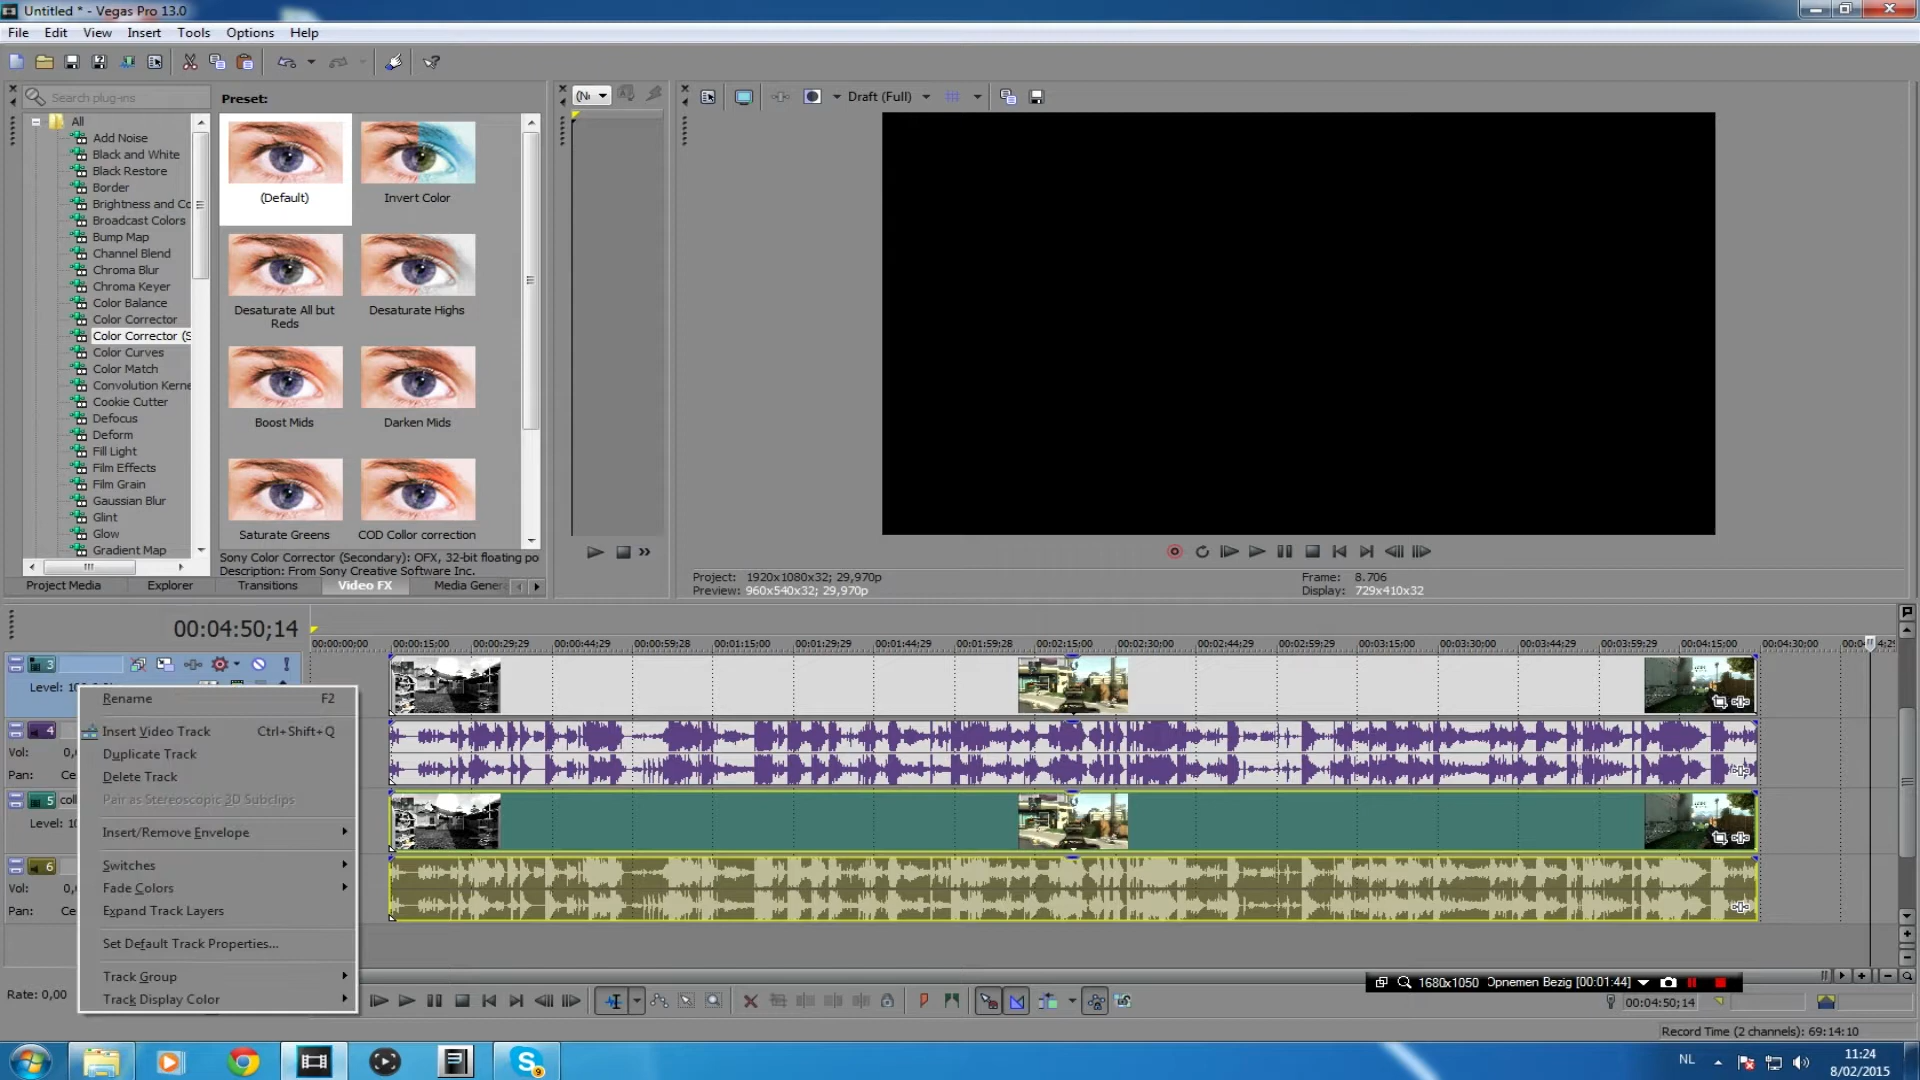 Untitled * - Vegas Pro 13.0
File Edit View Insert Tools Options Help
Search plug-ins
Preset:
(Ni
Draft (Full)
All
Add Noise
Black and White
Black Restore
Border
Brightness and Co
Broadcast Colors
Bump Map
Channel Blend
Chroma Blur
Chroma Keyer
Color Balance
Color Corrector
Color Corrector (S
Color Curves
Color Match
Convolution Kerne
Cookie Cutter
Defocus
Deform
Fill Light
Film Effects
Film Grain
Gaussian Blur
Glint
Glow
Gradient Map
(Default) Invert Color
Desaturate All but Reds
Desaturate Highs
Boost Mids Darken Mids
Saturate Greens COD Collor correction
Sony Color Corrector (Secondary): OFX, 32-bit floating po
Description: From Sony Creative Software Inc.
Project Media Explorer Transitions Video FX Media Gener
Project: 1920x1080x32; 29,970p
Preview: 960x540x32; 29,970p
Frame: 8.706
Display: 729x410x32
00:04:50;14
00:00:00;00 00:00:15;00 00:00:29;29 00:00:44;29 00:00:59;28 00:01:15;00 00:01:29;29 00:01:44;29 00:01:59;28 00:02:15;00 00:02:30;00 00:02:44;29 00:02:59;29 00:03:15;00 00:03:30;00 00:03:44;29 00:03:59;29 00:04:15;00 00:04:30;00
3
Level:
4
Vol: 0,
Pan: Ce
5 coll
Level: 10
6
Vol: 0,
Pan: Ce
Rename F2
Insert Video Track Ctrl+Shift+Q
Duplicate Track
Delete Track
Pair as Stereoscopic 3D Subclips
Insert/Remove Envelope
Switches
Fade Colors
Expand Track Layers
Set Default Track Properties...
Track Group
Track Display Color
Rate: 0,00
1680x1050 Opnemen Bezig [00:01:44]
00:04:50;14
Record Time (2 channels): 69:14:10
NL
11:24
8/02/2015